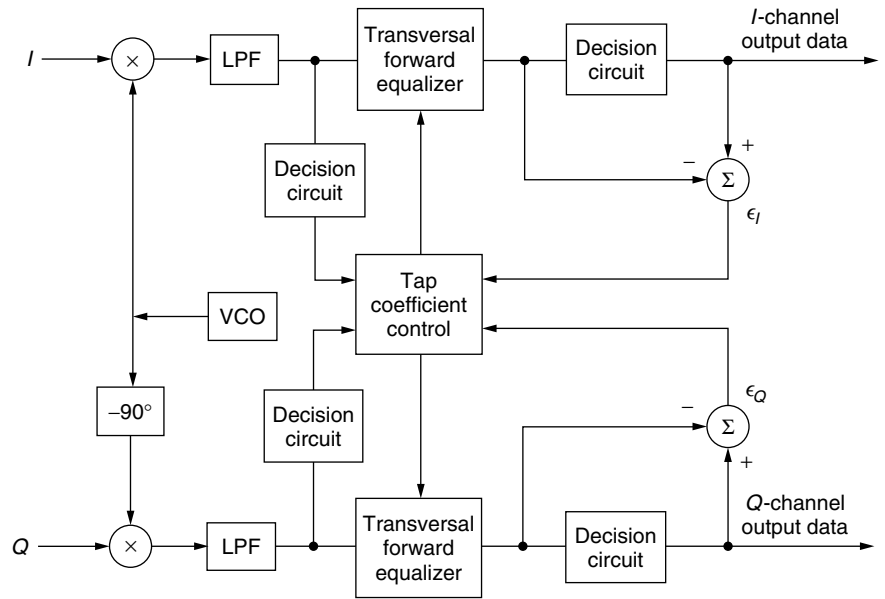 I
×
LPF
Transversal
forward
equalizer
Decision
circuit
I-channel
output data
Decision
circuit
+
–
Σ
ϵI
Tap
coefficient
control
VCO
–90°
Decision
circuit
ϵQ
–
Σ
+
Q
×
LPF
Transversal
forward
equalizer
Decision
circuit
Q-channel
output data